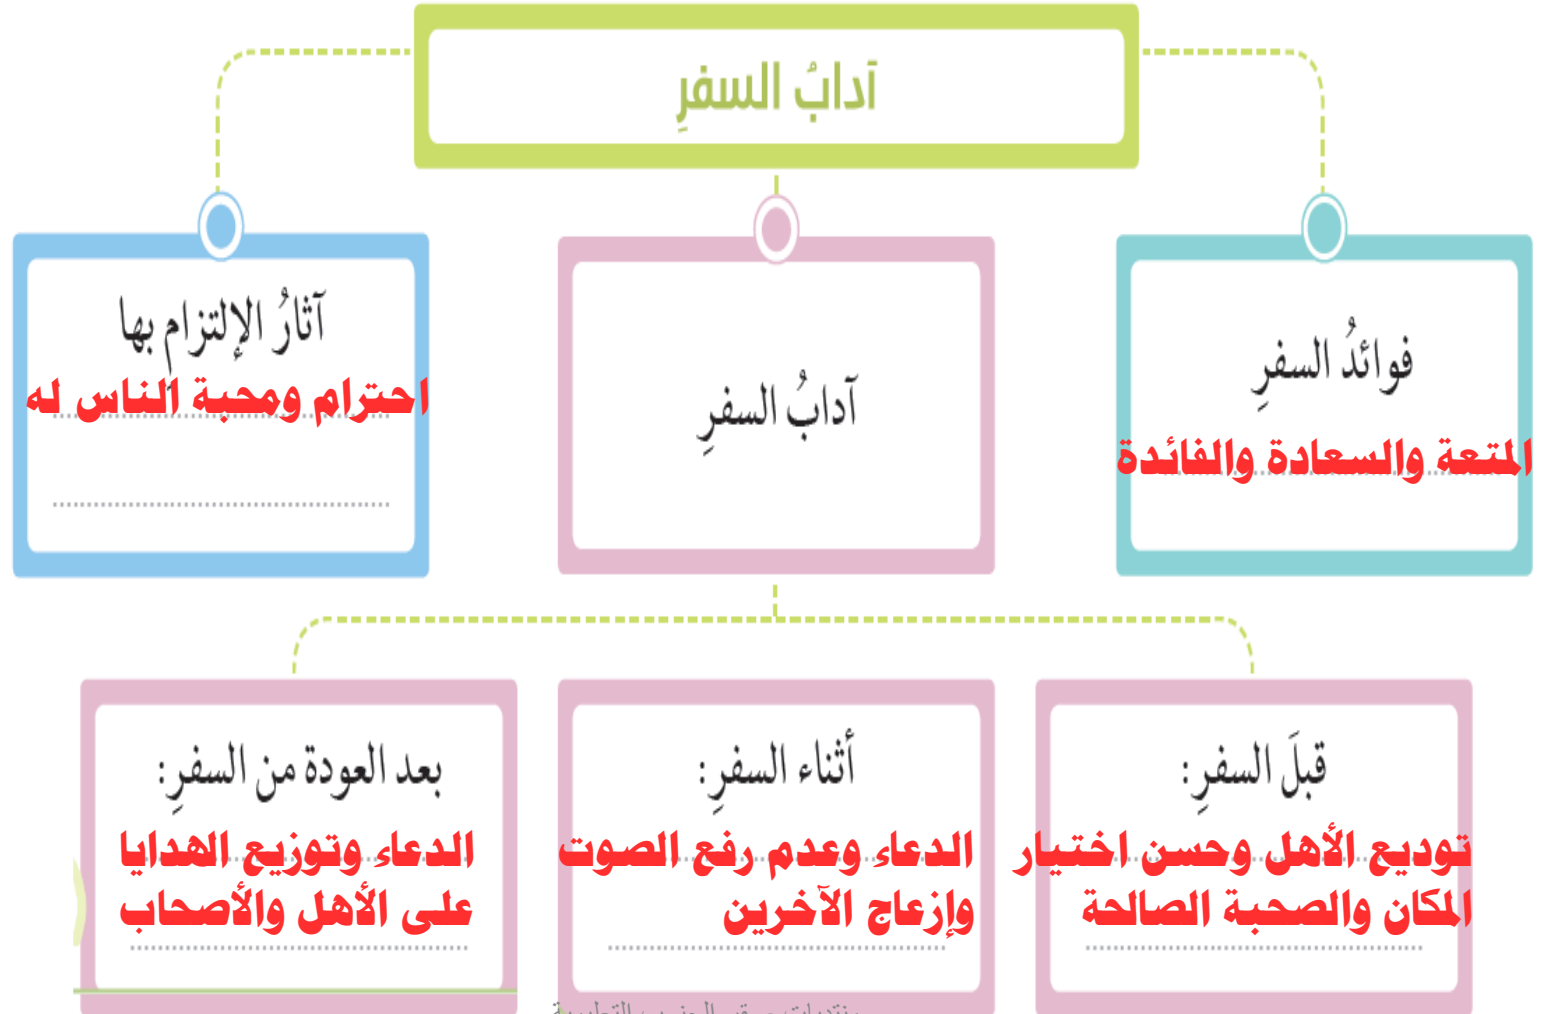 آدابُ السفرِ
فوائدُ السفرِ
المتعة والسعادة والفائدة
آدابُ السفرِ
آثارُ الإلتزامِ بها
احترام ومحبة الناس له
قبلَ السفرِ:
توديع الأهل وحسن اختيار
المكان والصحبة الصالحة
أثناء السفرِ:
الدعاء وعدم رفع الصوت
وإزعاج الآخرين
بعد العودة من السفرِ:
الدعاء وتوزيع الهدايا
على الأهل والأصحاب